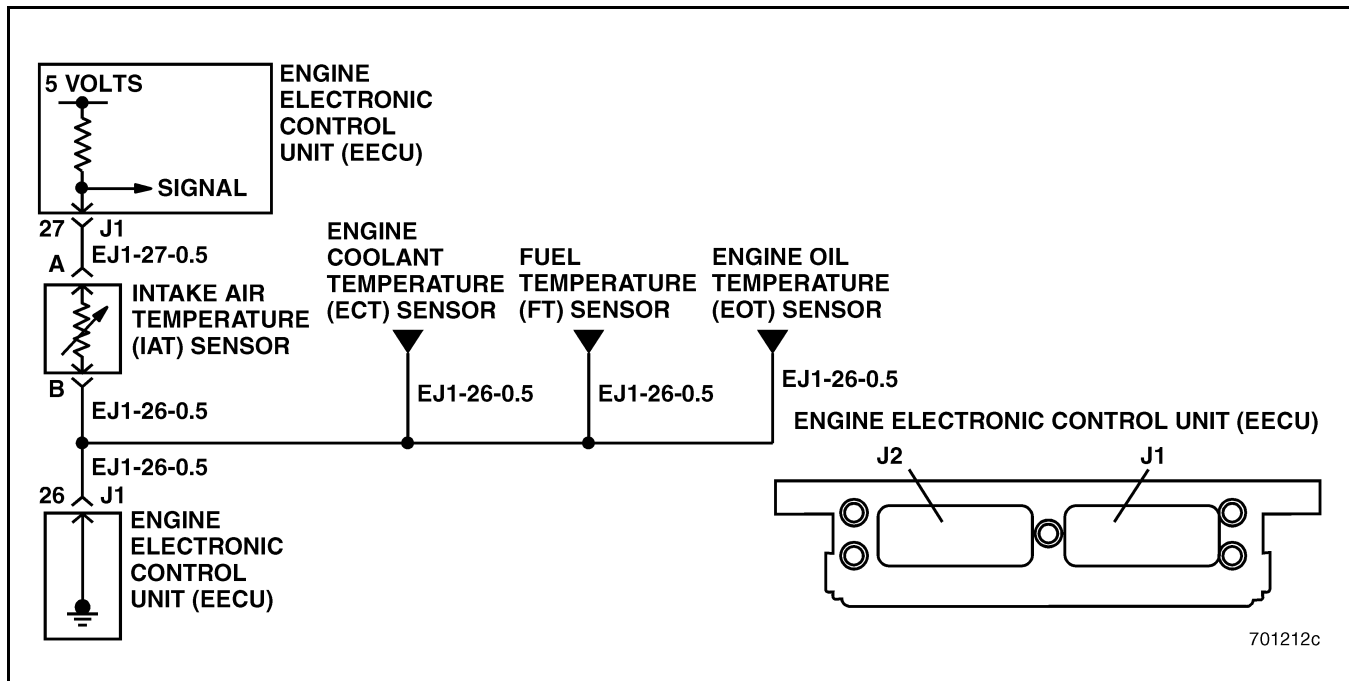 5 VOLTS
ENGINE
ELECTRONIC
CONTROL
UNIT (EECU)
SIGNAL
27 J1
EJ1-27-0.5
A
INTAKE AIR
TEMPERATURE
(IAT) SENSOR
B
EJ1-26-0.5
ENGINE
COOLANT
TEMPERATURE
(ECT) SENSOR
EJ1-26-0.5
FUEL
TEMPERATURE
(FT) SENSOR
EJ1-26-0.5
ENGINE OIL
TEMPERATURE
(EOT) SENSOR
EJ1-26-0.5
EJ1-26-0.5
26 J1
ENGINE
ELECTRONIC
CONTROL
UNIT (EECU)
ENGINE ELECTRONIC CONTROL UNIT (EECU)
J2 J1
701212c